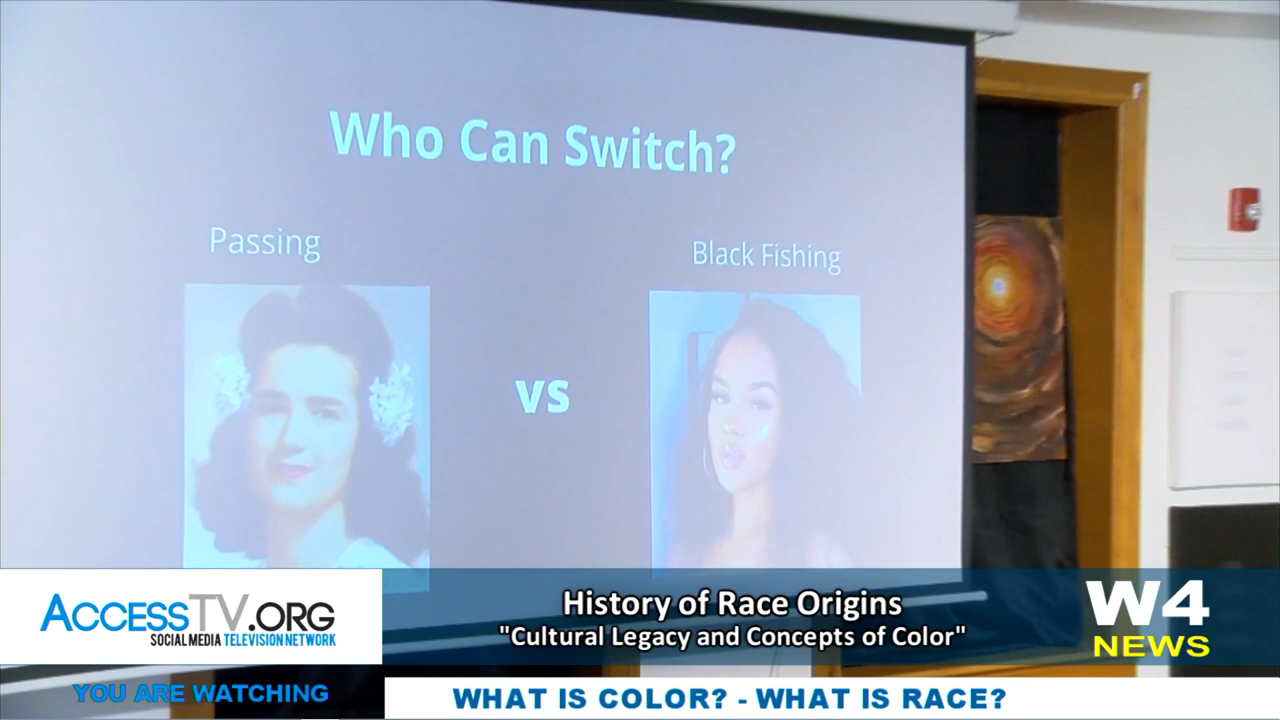 Who Can Switch?
Passing
Black Fishing
vs
ACCESSTV.ORG
SOCIAL MEDIA TELEVISION NETWORK
History of Race Origins
"Cultural Legacy and Concepts of Color"
W4
NEWS
YOU ARE WATCHING
WHAT IS COLOR? - WHAT IS RACE?